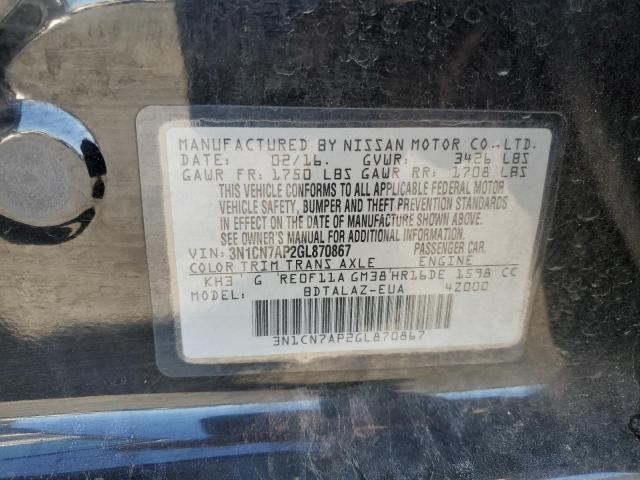 MANUFACTURED BY NISSAN MOTOR CO., LTD.
DATE: 02/16. GVWR: 3426 LBS
GAWR FR: 1750 LBS GAWR RR: 1708 LBS
THIS VEHICLE CONFORMS TO ALL APPLICABLE FEDERAL MOTOR
VEHICLE SAFETY, BUMPER AND THEFT PREVENTION STANDARDS
IN EFFECT ON THE DATE OF MANUFACTURE SHOWN ABOVE.
SEE OWNER'S MANUAL FOR ADDITIONAL INFORMATION.
VIN: 3N1CN7AP2GL870867 PASSENGER CAR.
COLOR TRIM TRANS AXLE ENGINE
KH3 G RE0F11A GM38 HR16DE 1598 CC
MODEL: BDTALAZ-EUA 4Z000
3N1CN7AP2GL870867